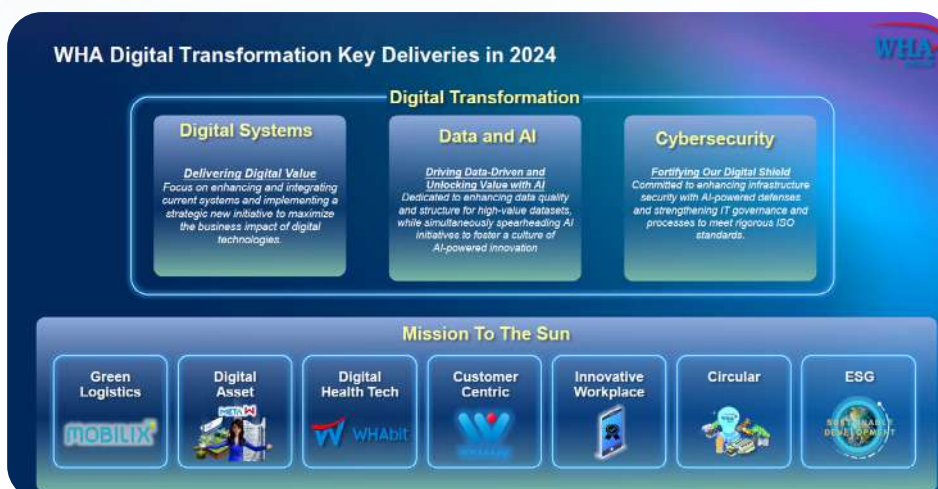 WHA Digital Transformation Key Deliveries in 2024
WHA
Digital Transformation
Digital Systems
Delivering Digital Value
Focus on enhancing and integrating
current systems and implementing a
strategic new initiative to maximize
the business impact of digital
technologies.
Data and AI
Driving Data-Driven and
Unlocking Value with AI
Dedicated to enhancing data quality
and structure for high-value datasets,
while simultaneously spearheading AI
initiatives to foster a culture of
AI-powered innovation
Cybersecurity
Fortifying Our Digital Shield
Committed to enhancing infrastructure
security with AI-powered defenses
and strengthening IT governance and
processes to meet rigorous ISO
standards.
Mission To The Sun
Green
Logistics
MOBILIX
Digital
Asset
META W
Digital
Health Tech
WHAbit
Customer
Centric
Innovative
Workplace
Circular
ESG
SUSTAINABLE
DEVELOPMENT